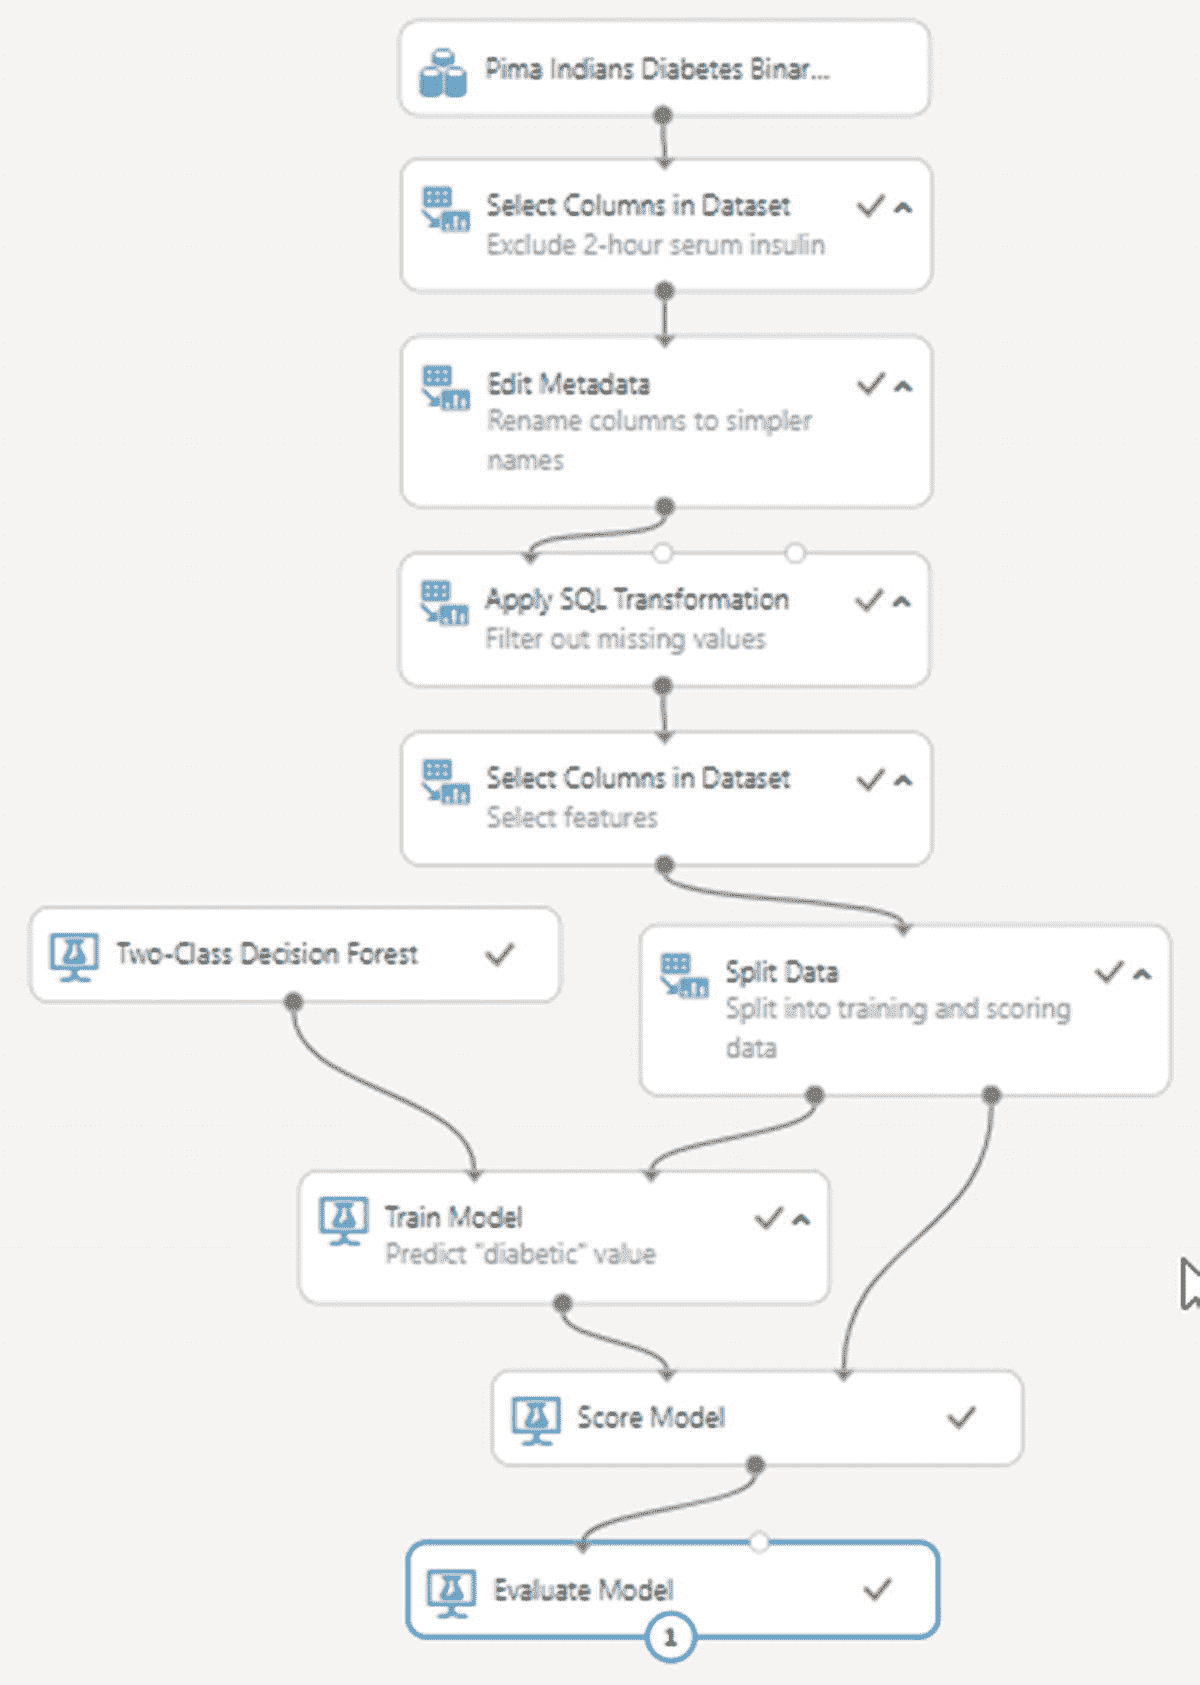 Pima Indians Diabetes Binar...
Select Columns in Dataset
Exclude 2-hour serum insulin
Edit Metadata
Rename columns to simpler
names
Apply SQL Transformation
Filter out missing values
Select Columns in Dataset
Select features
Two-Class Decision Forest
Split Data
Split into training and scoring
data
Train Model
Predict "diabetic" value
Score Model
Evaluate Model
1